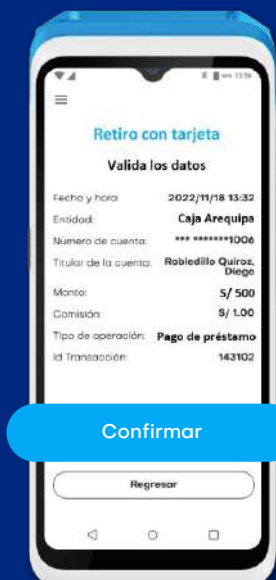 Retiro con tarjeta
Valida los datos
Fecha y hora: 2022/11/18 13:32
Entidad: Caja Arequipa
Número de cuenta: *** *******1006
Titular de la cuenta: Robledillo Quiroz,
Diego
Monto: S/ 500
Comisión: S/ 1.00
Tipo de operación: Pago de préstamo
Id Transacción: 143102
Confirmar
Regresar